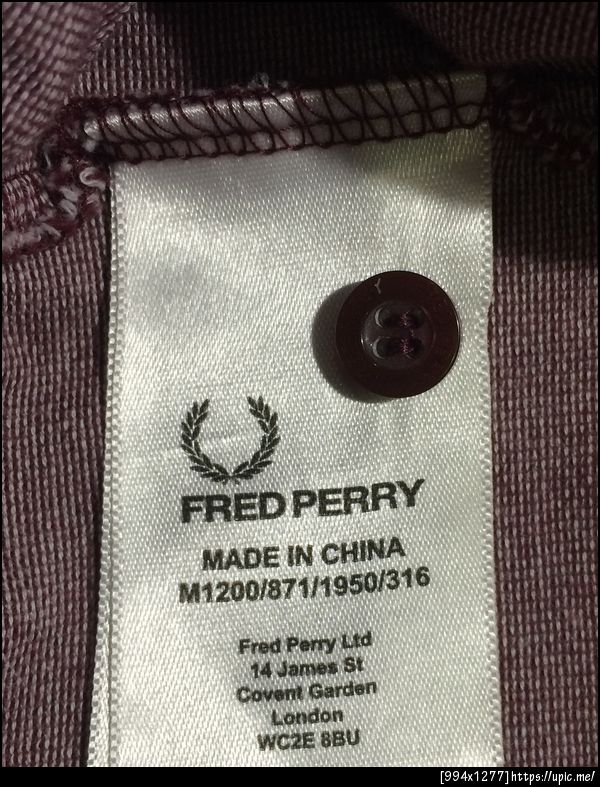 FRED PERRY
MADE IN CHINA
M1200/871/1950/316
Fred Perry Ltd
14 James St
Covent Garden
London
WC2E 8BU
[994x1277]https://upic.me/